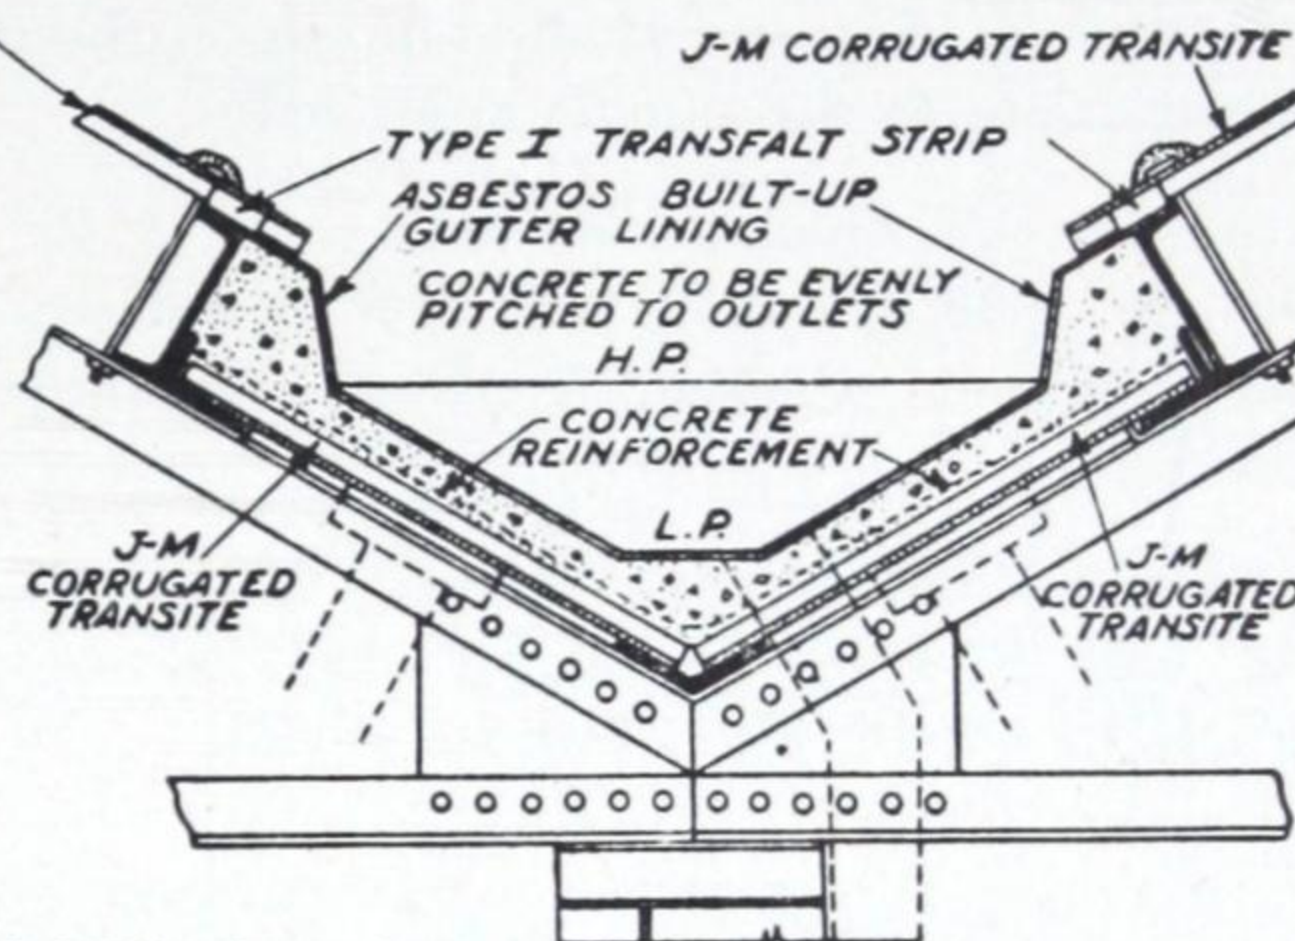 J-M CORRUGATED TRANSITE
TYPE I TRANSFALT STRIP
ASBESTOS BUILT-UP
GUTTER LINING
CONCRETE TO BE EVENLY
PITCHED TO OUTLETS
H.P.
CONCRETE
REINFORCEMENT
L.P.
J-M
CORRUGATED
TRANSITE
J-M
CORRUGATED
TRANSITE